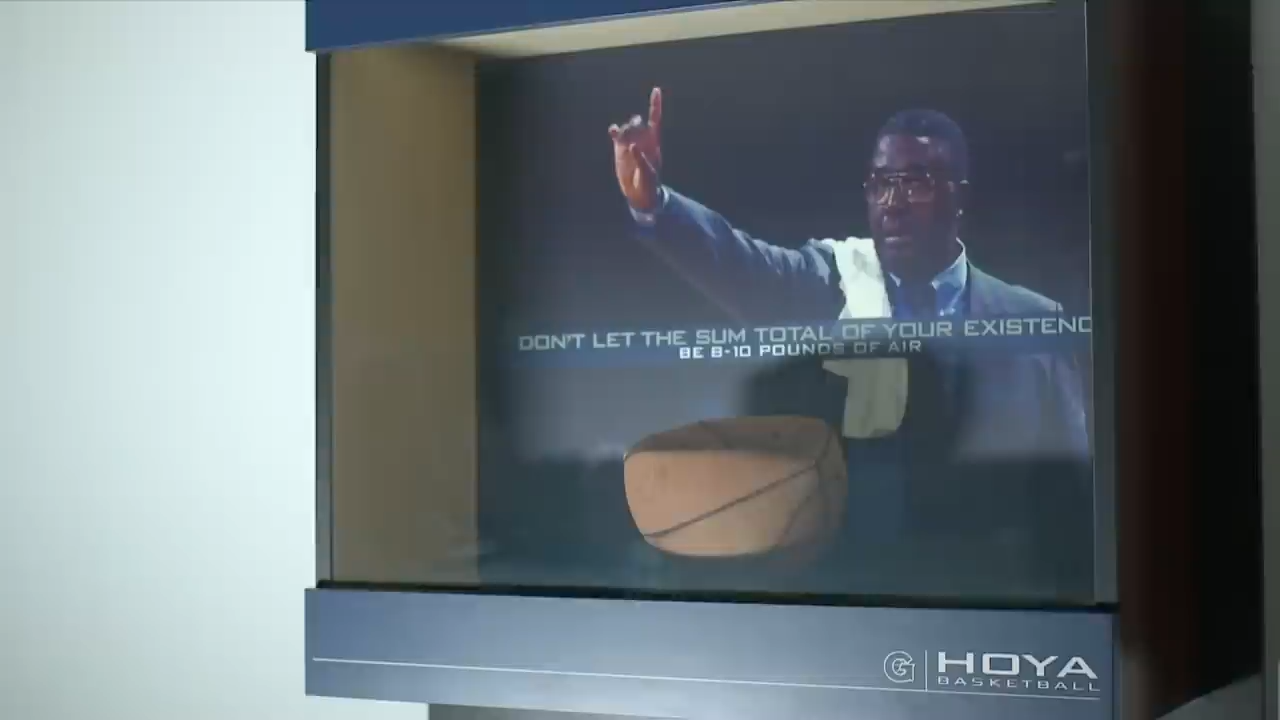 DON'T LET THE SUM TOTAL OF YOUR EXISTENC
BE 8-10 POUNDS OF AIR
G
HOYA
BASKETBALL